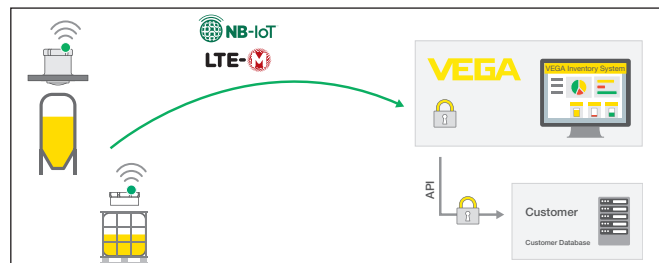 NB-IoT
LTE-M
VEGA
VEGA Inventory System
API
Customer
Customer Database